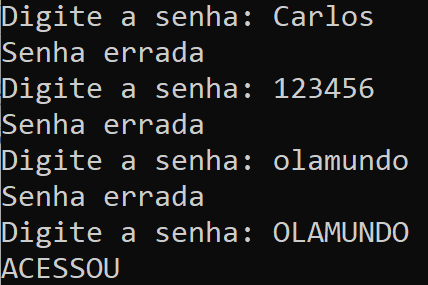 Digite a senha: Carlos
Senha errada
Digite a senha: 123456
Senha errada
Digite a senha: olamundo
Senha errada
Digite a senha: OLAMUNDO
ACESSOU